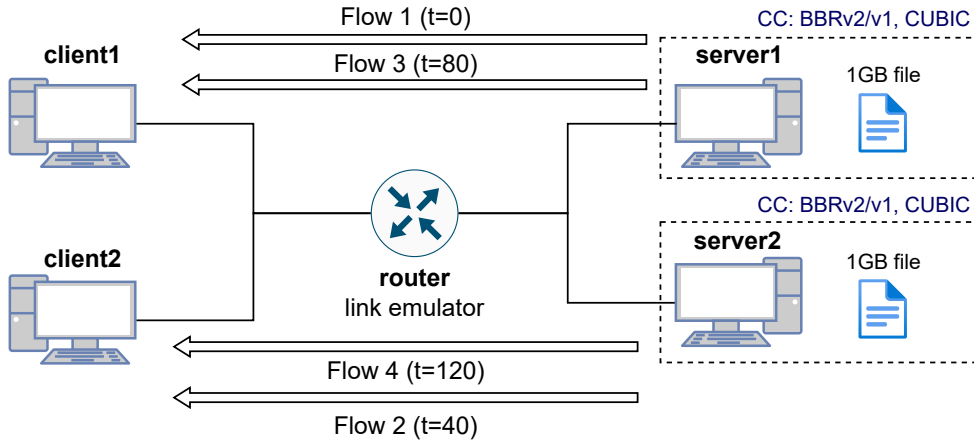 Flow 1 (t=0)
CC: BBRv2/v1, CUBIC
client1
Flow 3 (t=80)
server1
1GB file
CC: BBRv2/v1, CUBIC
client2
router
link emulator
server2
1GB file
Flow 4 (t=120)
Flow 2 (t=40)